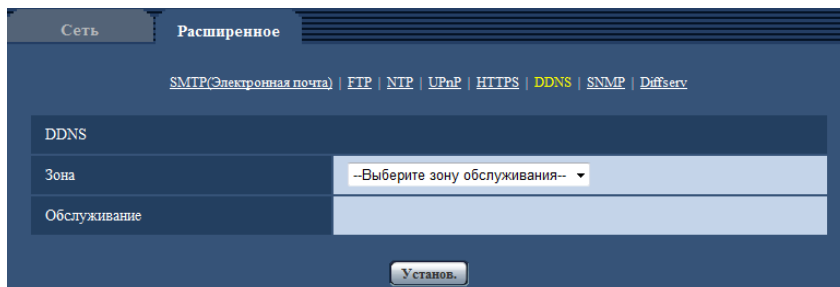 Сеть Расширенное
SMTP(Электронная почта) | FTP | NTP | UPnP | HTTPS | DDNS | SNMP | Diffserv
DDNS
Зона --Выберите зону обслуживания--
Обслуживание
Установ.